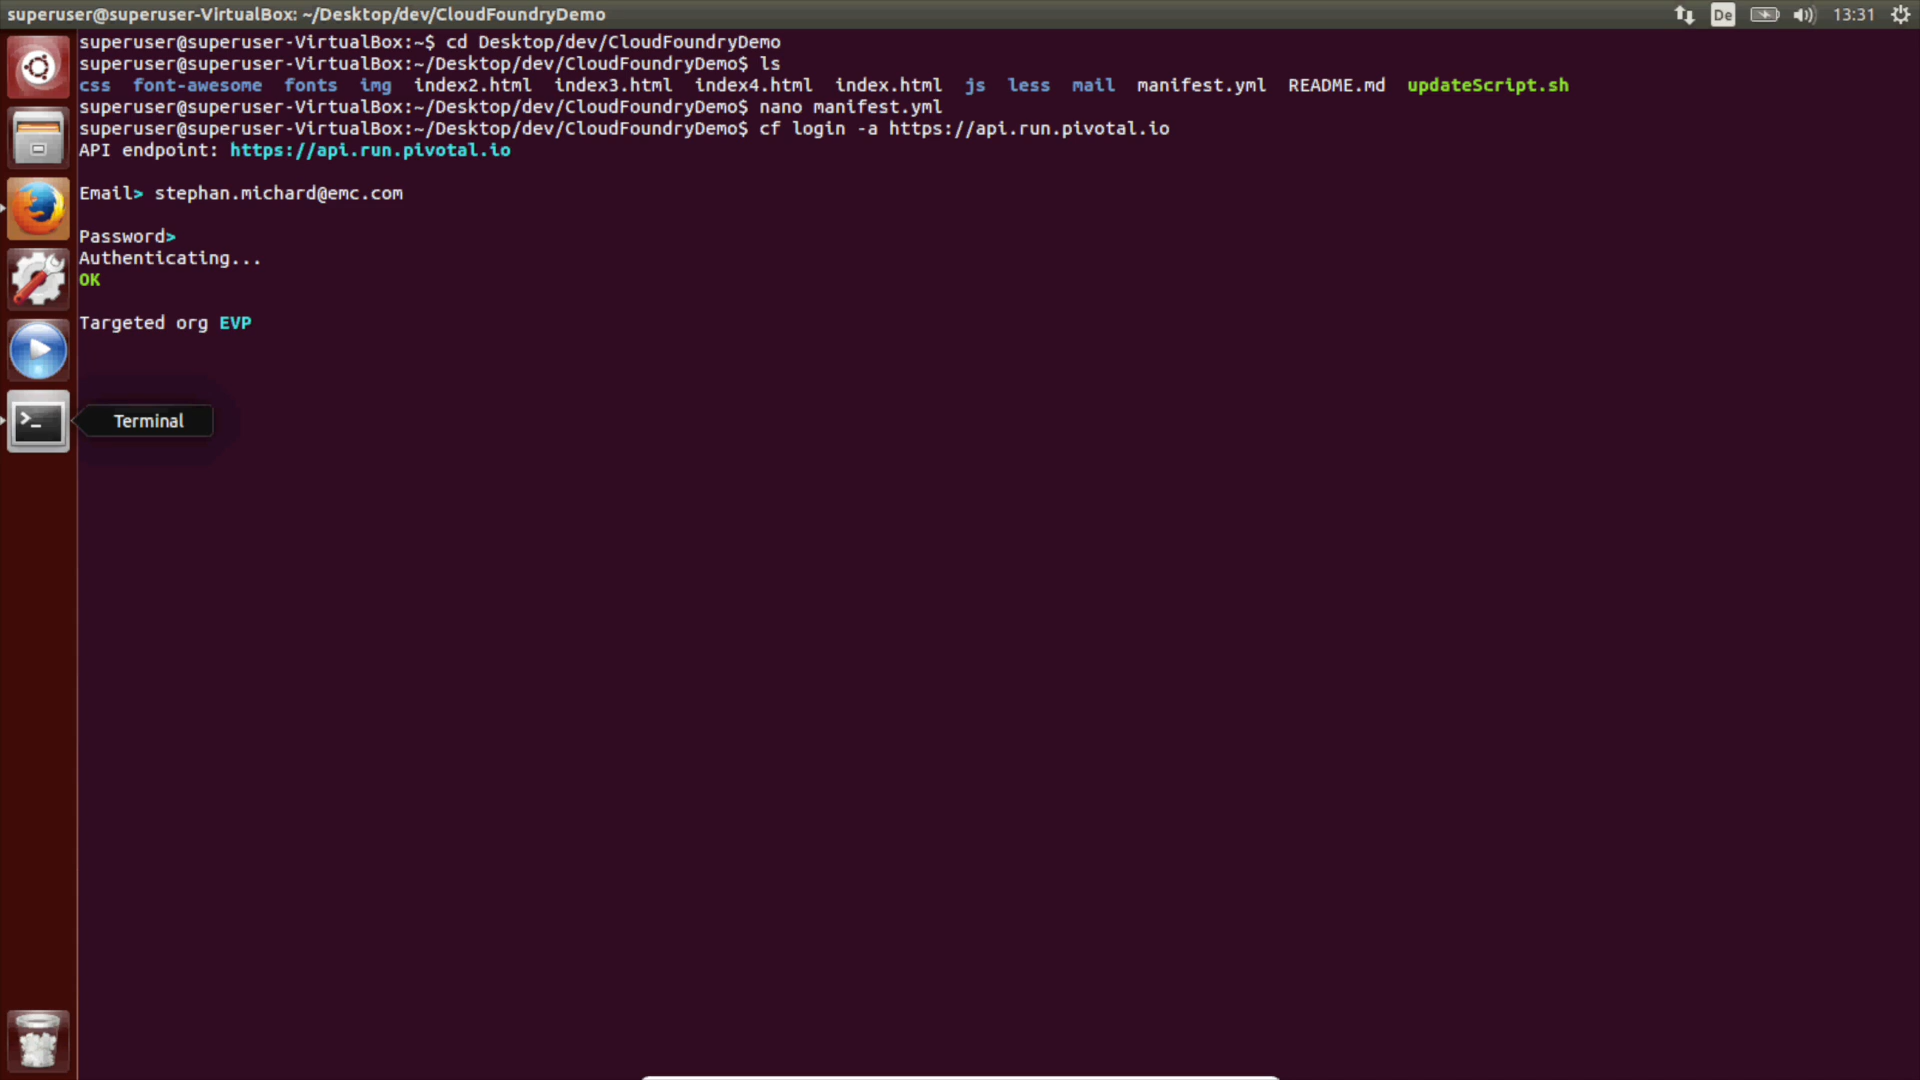 superuser@superuser-VirtualBox: ~/Desktop/dev/CloudFoundryDemo
De
13:31
superuser@superuser-VirtualBox:~$ cd Desktop/dev/CloudFoundryDemo
superuser@superuser-VirtualBox:~/Desktop/dev/CloudFoundryDemo$ ls
css font-awesome fonts img index2.html index3.html index4.html index.html js less mail manifest.yml README.md updateScript.sh
superuser@superuser-VirtualBox:~/Desktop/dev/CloudFoundryDemo$ nano manifest.yml
superuser@superuser-VirtualBox:~/Desktop/dev/CloudFoundryDemo$ cf login -a https://api.run.pivotal.io
API endpoint: https://api.run.pivotal.io
Email> stephan.michard@emc.com
Password>
Authenticating...
OK
Targeted org EVP
Terminal